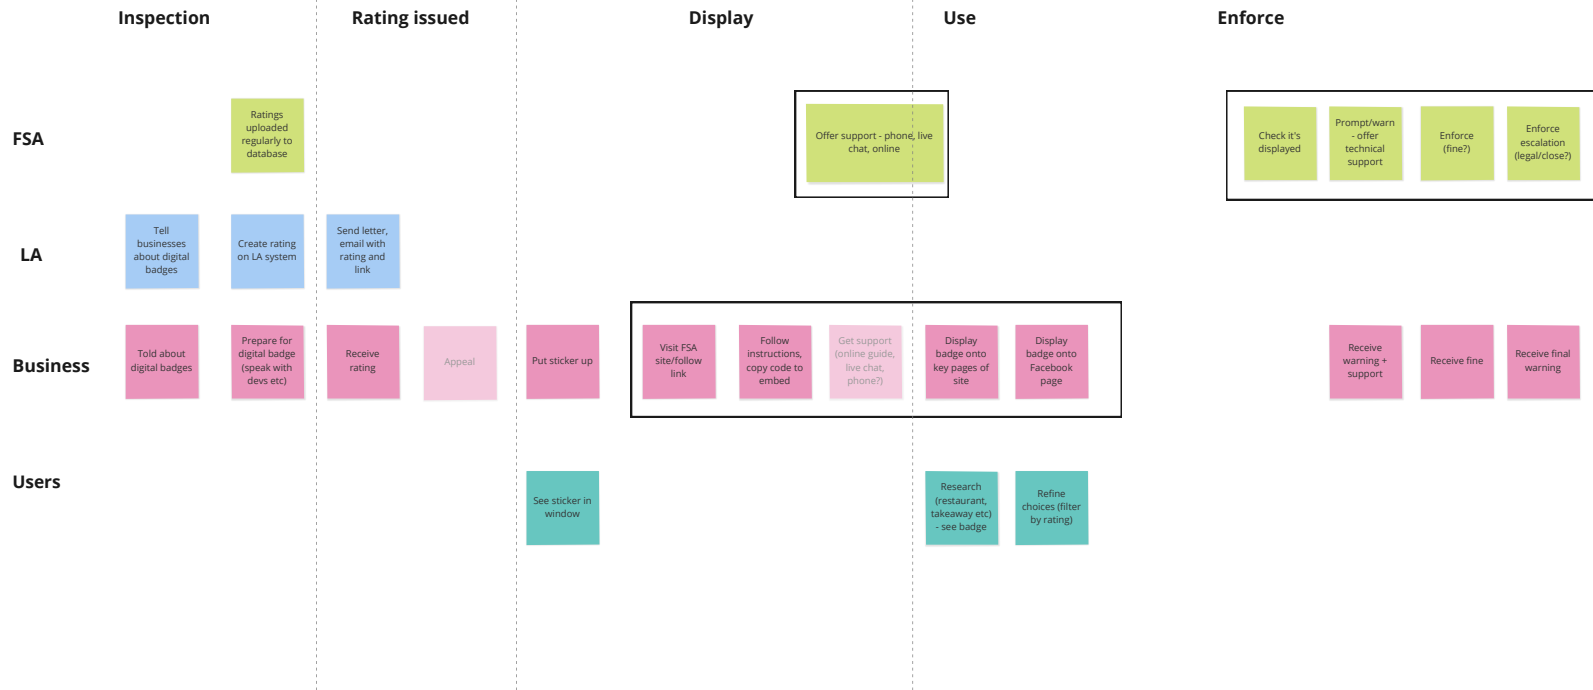 Inspection
Rating issued
Display
Use
Enforce
FSA
Ratings
uploaded
regularly to
database
Offer support - phone, live
chat, online
Check it's
displayed
Prompt/warn
- offer
technical
support
Enforce
(fine?)
Enforce
escalation
(legal/close?)
LA
Tell
businesses
about digital
badges
Create rating
on LA system
Send letter,
email with
rating and
link
Business
Told about
digital badges
Prepare for
digital badge
(speak with
devs etc)
Receive
rating
Appeal
Put sticker up
Visit FSA
site/follow
link
Follow
instructions,
copy code to
embed
Get support
(online guide,
live chat,
phone?)
Display
badge onto
key pages of
site
Display
badge onto
Facebook
page
Receive
warning +
support
Receive fine
Receive final
warning
Users
See sticker in
window
Research
(restaurant,
takeaway etc)
- see badge
Refine
choices (filter
by rating)